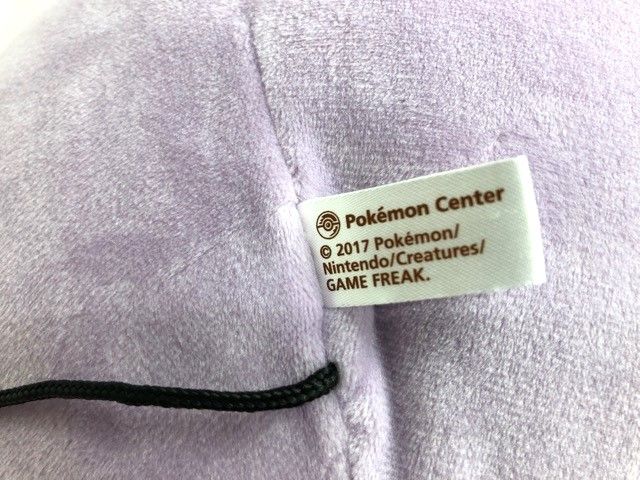 Pokémon Center
© 2017 Pokémon/
Nintendo/Creatures/
GAME FREAK.